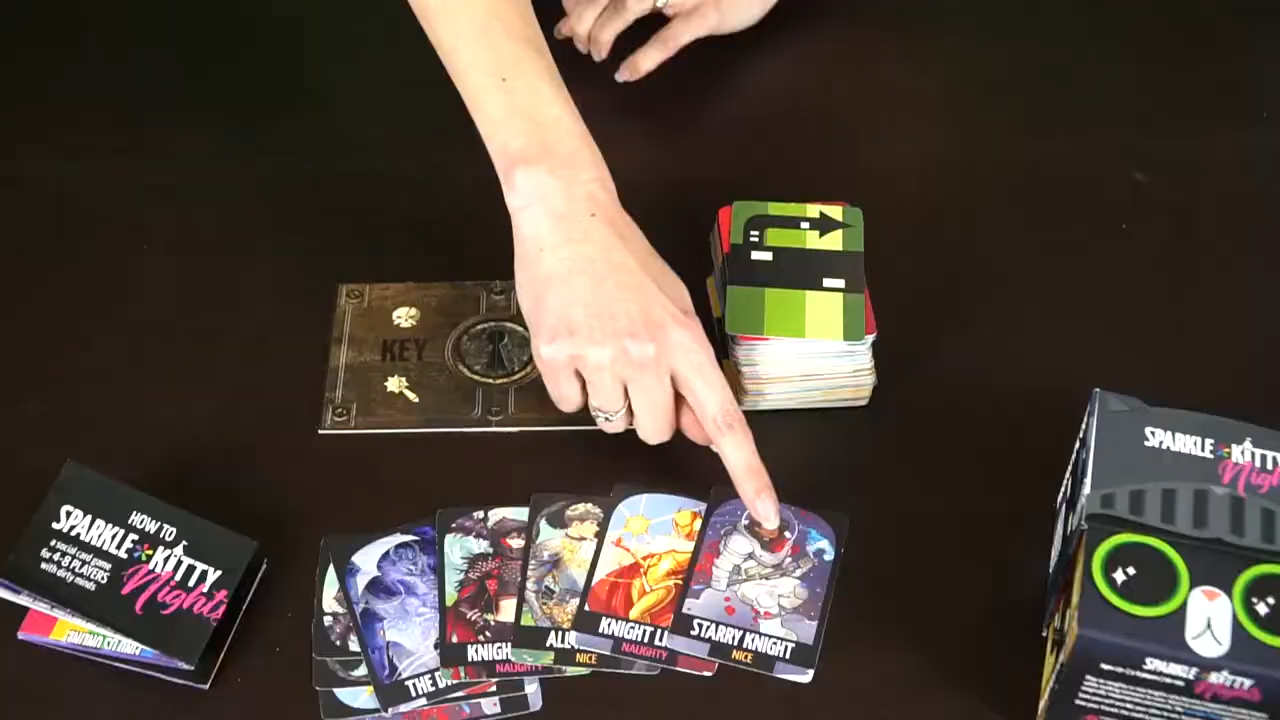 KEY
HOW TO
SPARKLE KITTY
Nights
a social card game
for 4-8 PLAYERS
with dirty minds
THE D
KNIGH
NAUGHTY
ALL
NICE
KNIGHT LI
NAUGHTY
STARRY KNIGHT
NICE
SPARKLE KITTY
Nigh
SPARKLE KITTY
Nights